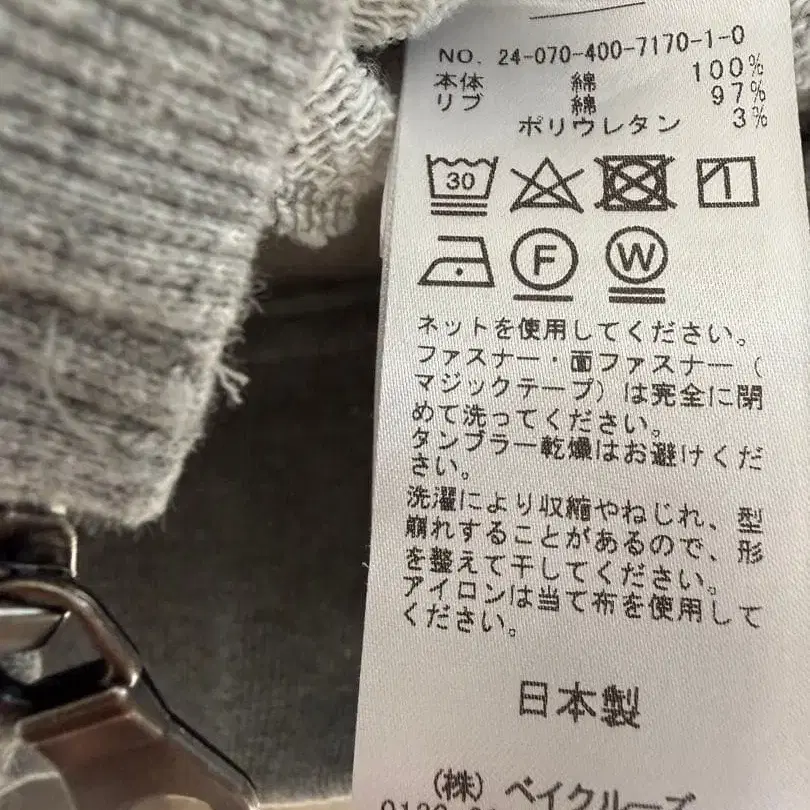 NO. 24-070-400-7170-1-0
本体 綿 100%
リブ 綿 97%
ポリウレタン 3%
30
F W
ネットを使用してください。
ファスナー・面ファスナー(
マジックテープ)は完全に閉
めて洗ってください。
タンブラー乾燥はお避けくだ
さい。
洗濯により収縮やねじれ、型
崩れすることがあるので、形
を整えて干してください。
アイロンは当て布を使用して
ください。
日本製
(株) ベイクルーズ